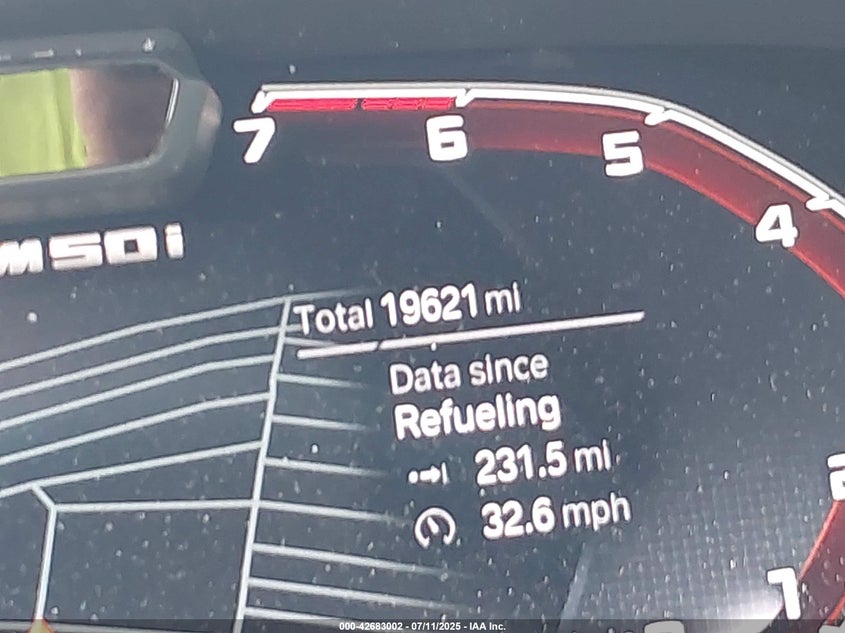 7 6 5 4
M50i
Total 19621 mi
Data since
Refueling
231.5 mi
32.6 mph
2
1
000-42683002 - 07/11/2025 - IAA Inc.